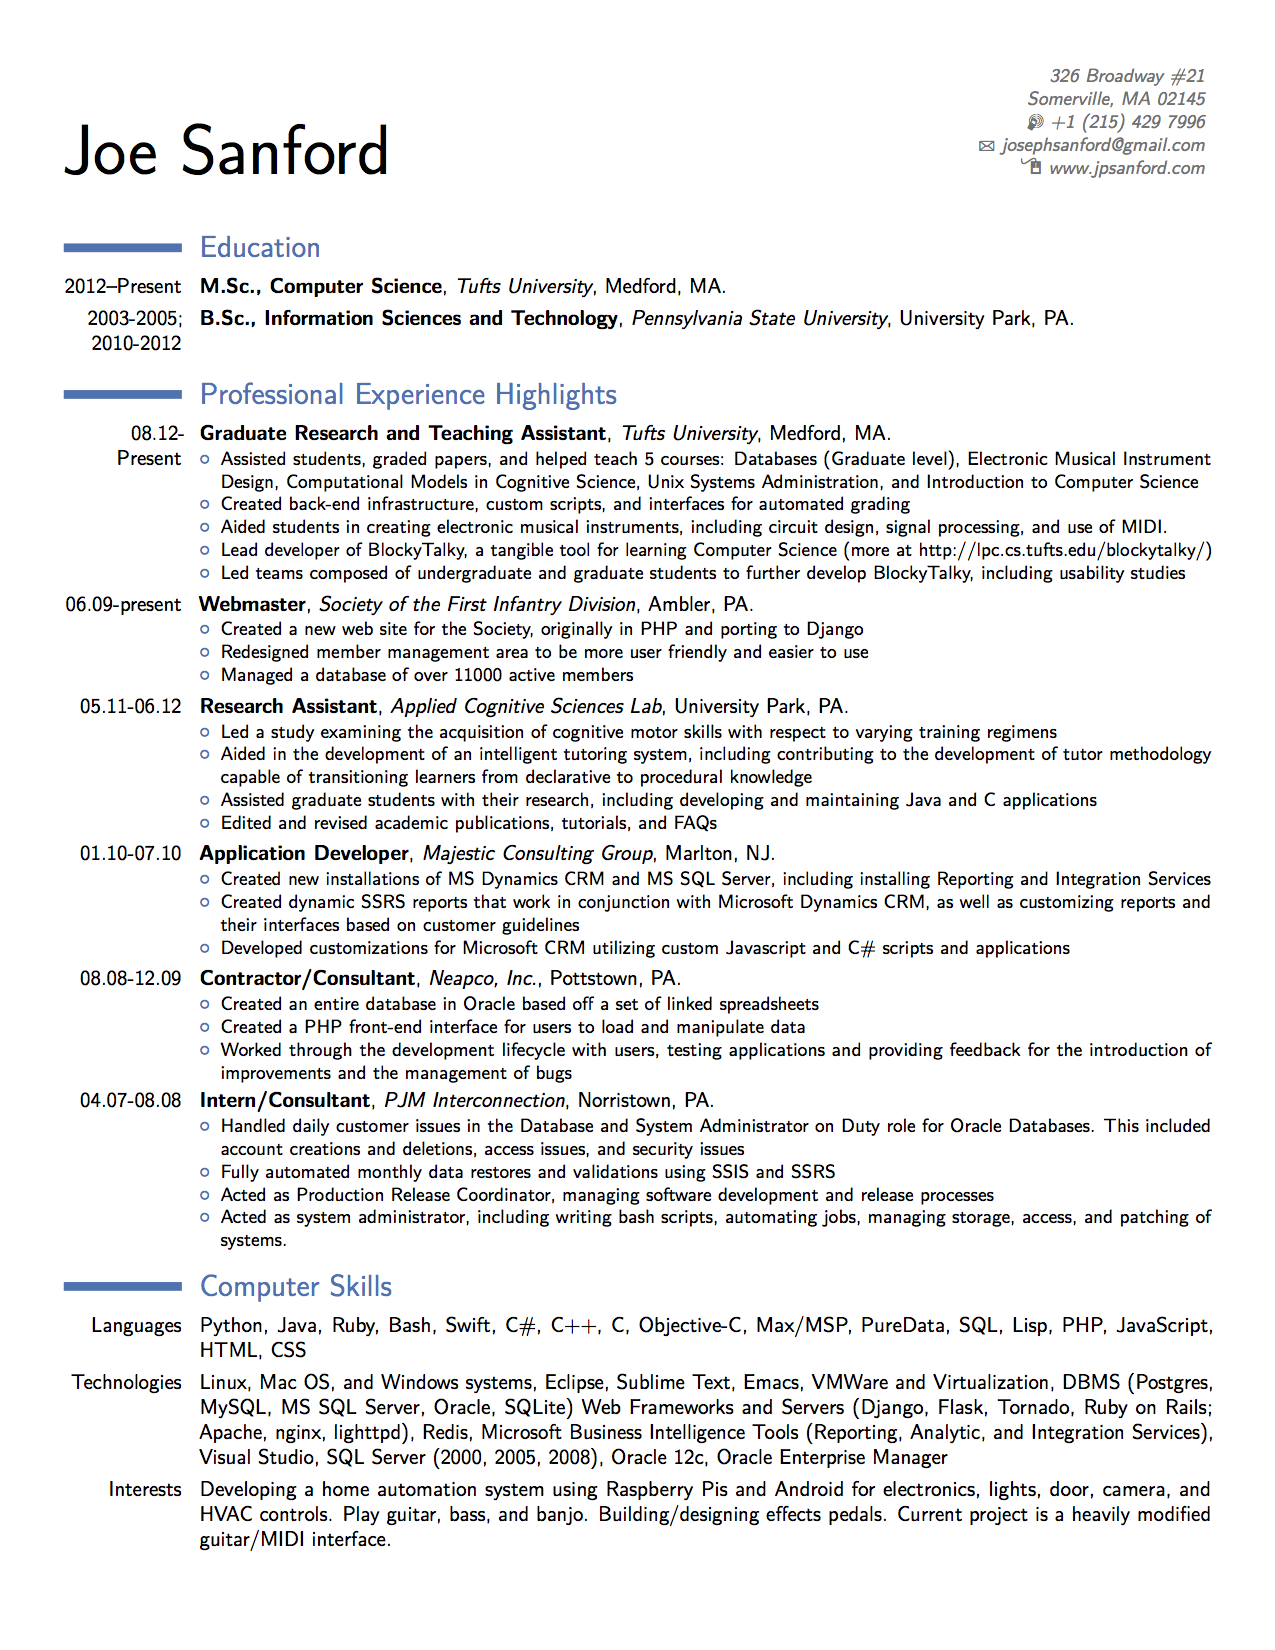 326 Broadway #21
Somerville, MA 02145
+1 (215) 429 7996
josephsanford@gmail.com
www.jpsanford.com
Joe Sanford
Education
2012–Present M.Sc., Computer Science, Tufts University, Medford, MA.
2003-2005; B.Sc., Information Sciences and Technology, Pennsylvania State University, University Park, PA.
2010-2012
Professional Experience Highlights
08.12- Graduate Research and Teaching Assistant, Tufts University, Medford, MA.
Present ○ Assisted students, graded papers, and helped teach 5 courses: Databases (Graduate level), Electronic Musical Instrument
Design, Computational Models in Cognitive Science, Unix Systems Administration, and Introduction to Computer Science
○ Created back-end infrastructure, custom scripts, and interfaces for automated grading
○ Aided students in creating electronic musical instruments, including circuit design, signal processing, and use of MIDI.
○ Lead developer of BlockyTalky, a tangible tool for learning Computer Science (more at http://lpc.cs.tufts.edu/blockytalky/)
○ Led teams composed of undergraduate and graduate students to further develop BlockyTalky, including usability studies
06.09-present Webmaster, Society of the First Infantry Division, Ambler, PA.
○ Created a new web site for the Society, originally in PHP and porting to Django
○ Redesigned member management area to be more user friendly and easier to use
○ Managed a database of over 11000 active members
05.11-06.12 Research Assistant, Applied Cognitive Sciences Lab, University Park, PA.
○ Led a study examining the acquisition of cognitive motor skills with respect to varying training regimens
○ Aided in the development of an intelligent tutoring system, including contributing to the development of tutor methodology
capable of transitioning learners from declarative to procedural knowledge
○ Assisted graduate students with their research, including developing and maintaining Java and C applications
○ Edited and revised academic publications, tutorials, and FAQs
01.10-07.10 Application Developer, Majestic Consulting Group, Marlton, NJ.
○ Created new installations of MS Dynamics CRM and MS SQL Server, including installing Reporting and Integration Services
○ Created dynamic SSRS reports that work in conjunction with Microsoft Dynamics CRM, as well as customizing reports and
their interfaces based on customer guidelines
○ Developed customizations for Microsoft CRM utilizing custom Javascript and C# scripts and applications
08.08-12.09 Contractor/Consultant, Neapco, Inc., Pottstown, PA.
○ Created an entire database in Oracle based off a set of linked spreadsheets
○ Created a PHP front-end interface for users to load and manipulate data
○ Worked through the development lifecycle with users, testing applications and providing feedback for the introduction of
improvements and the management of bugs
04.07-08.08 Intern/Consultant, PJM Interconnection, Norristown, PA.
○ Handled daily customer issues in the Database and System Administrator on Duty role for Oracle Databases. This included
account creations and deletions, access issues, and security issues
○ Fully automated monthly data restores and validations using SSIS and SSRS
○ Acted as Production Release Coordinator, managing software development and release processes
○ Acted as system administrator, including writing bash scripts, automating jobs, managing storage, access, and patching of
systems.
Computer Skills
Languages Python, Java, Ruby, Bash, Swift, C#, C++, C, Objective-C, Max/MSP, PureData, SQL, Lisp, PHP, JavaScript,
HTML, CSS
Technologies Linux, Mac OS, and Windows systems, Eclipse, Sublime Text, Emacs, VMWare and Virtualization, DBMS (Postgres,
MySQL, MS SQL Server, Oracle, SQLite) Web Frameworks and Servers (Django, Flask, Tornado, Ruby on Rails;
Apache, nginx, lighttpd), Redis, Microsoft Business Intelligence Tools (Reporting, Analytic, and Integration Services),
Visual Studio, SQL Server (2000, 2005, 2008), Oracle 12c, Oracle Enterprise Manager
Interests Developing a home automation system using Raspberry Pis and Android for electronics, lights, door, camera, and
HVAC controls. Play guitar, bass, and banjo. Building/designing effects pedals. Current project is a heavily modified
guitar/MIDI interface.